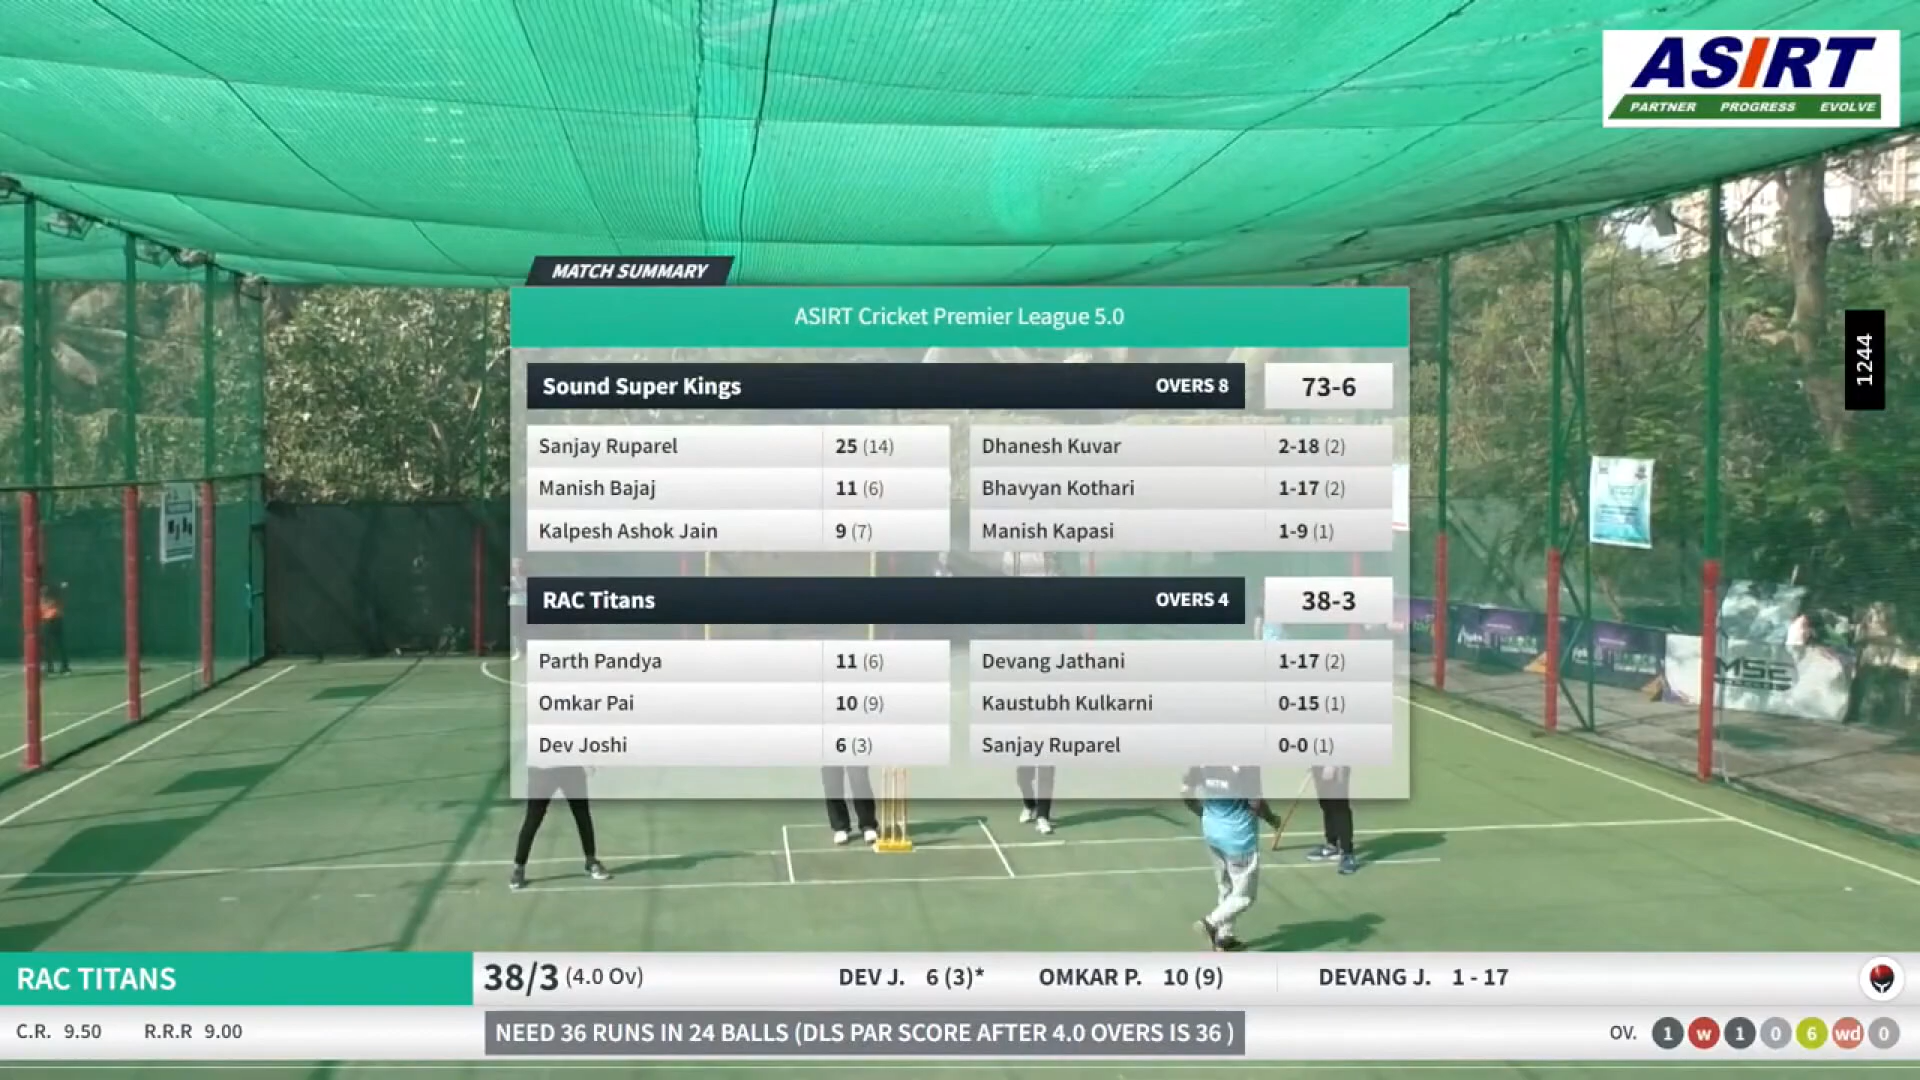 ASIRT
PARTNER PROGRESS EVOLVE
MATCH SUMMARY
ASIRT Cricket Premier League 5.0
1244
Sound Super Kings OVERS 8 73-6
Sanjay Ruparel 25 (14) Dhanesh Kuvar 2-18 (2)
Manish Bajaj 11 (6) Bhavyan Kothari 1-17 (2)
Kalpesh Ashok Jain 9 (7) Manish Kapasi 1-9 (1)
RAC Titans OVERS 4 38-3
Parth Pandya 11 (6) Devang Jathani 1-17 (2)
Omkar Pai 10 (9) Kaustubh Kulkarni 0-15 (1)
Dev Joshi 6 (3) Sanjay Ruparel 0-0 (1)
RAC TITANS 38/3 (4.0 Ov) DEV J. 6 (3)* OMKAR P. 10 (9) DEVANG J. 1 - 17
C.R. 9.50 R.R.R 9.00 NEED 36 RUNS IN 24 BALLS (DLS PAR SCORE AFTER 4.0 OVERS IS 36 ) OV. 1 w 1 0 6 wd 0